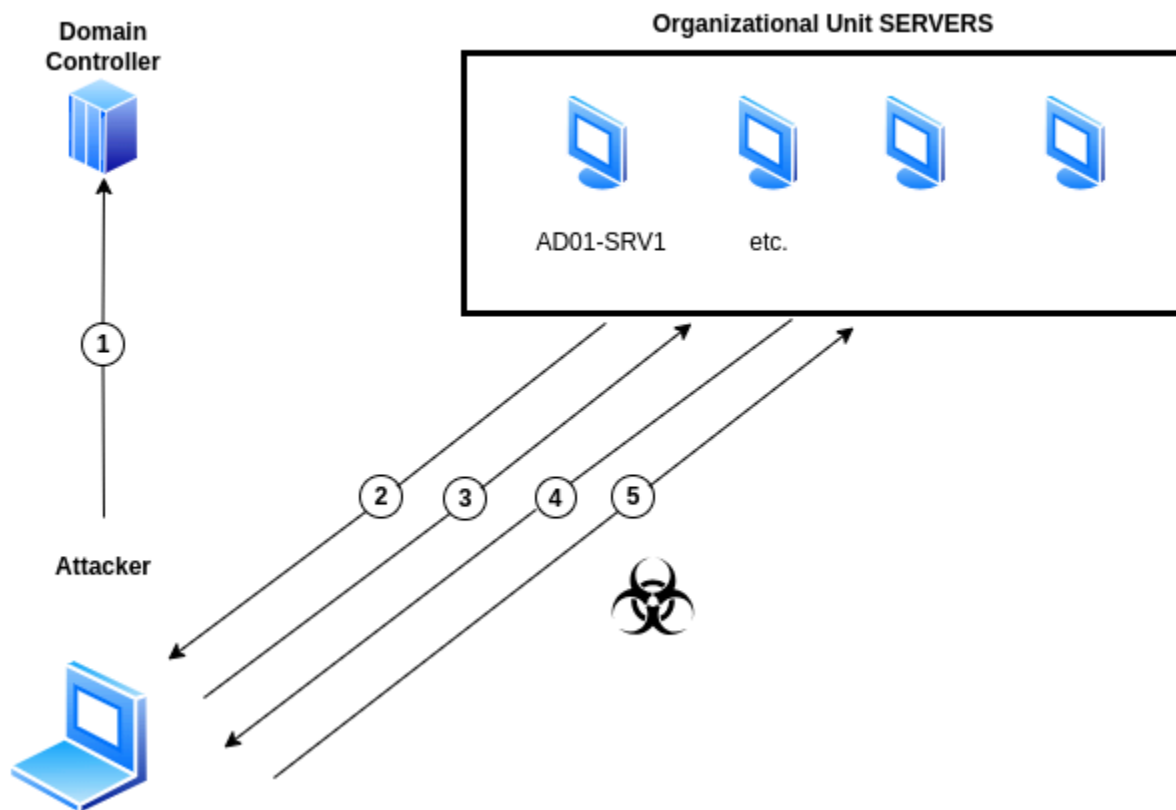 Domain
Controller
Organizational Unit SERVERS
AD01-SRV1
etc.
1
2
3
4
5
Attacker